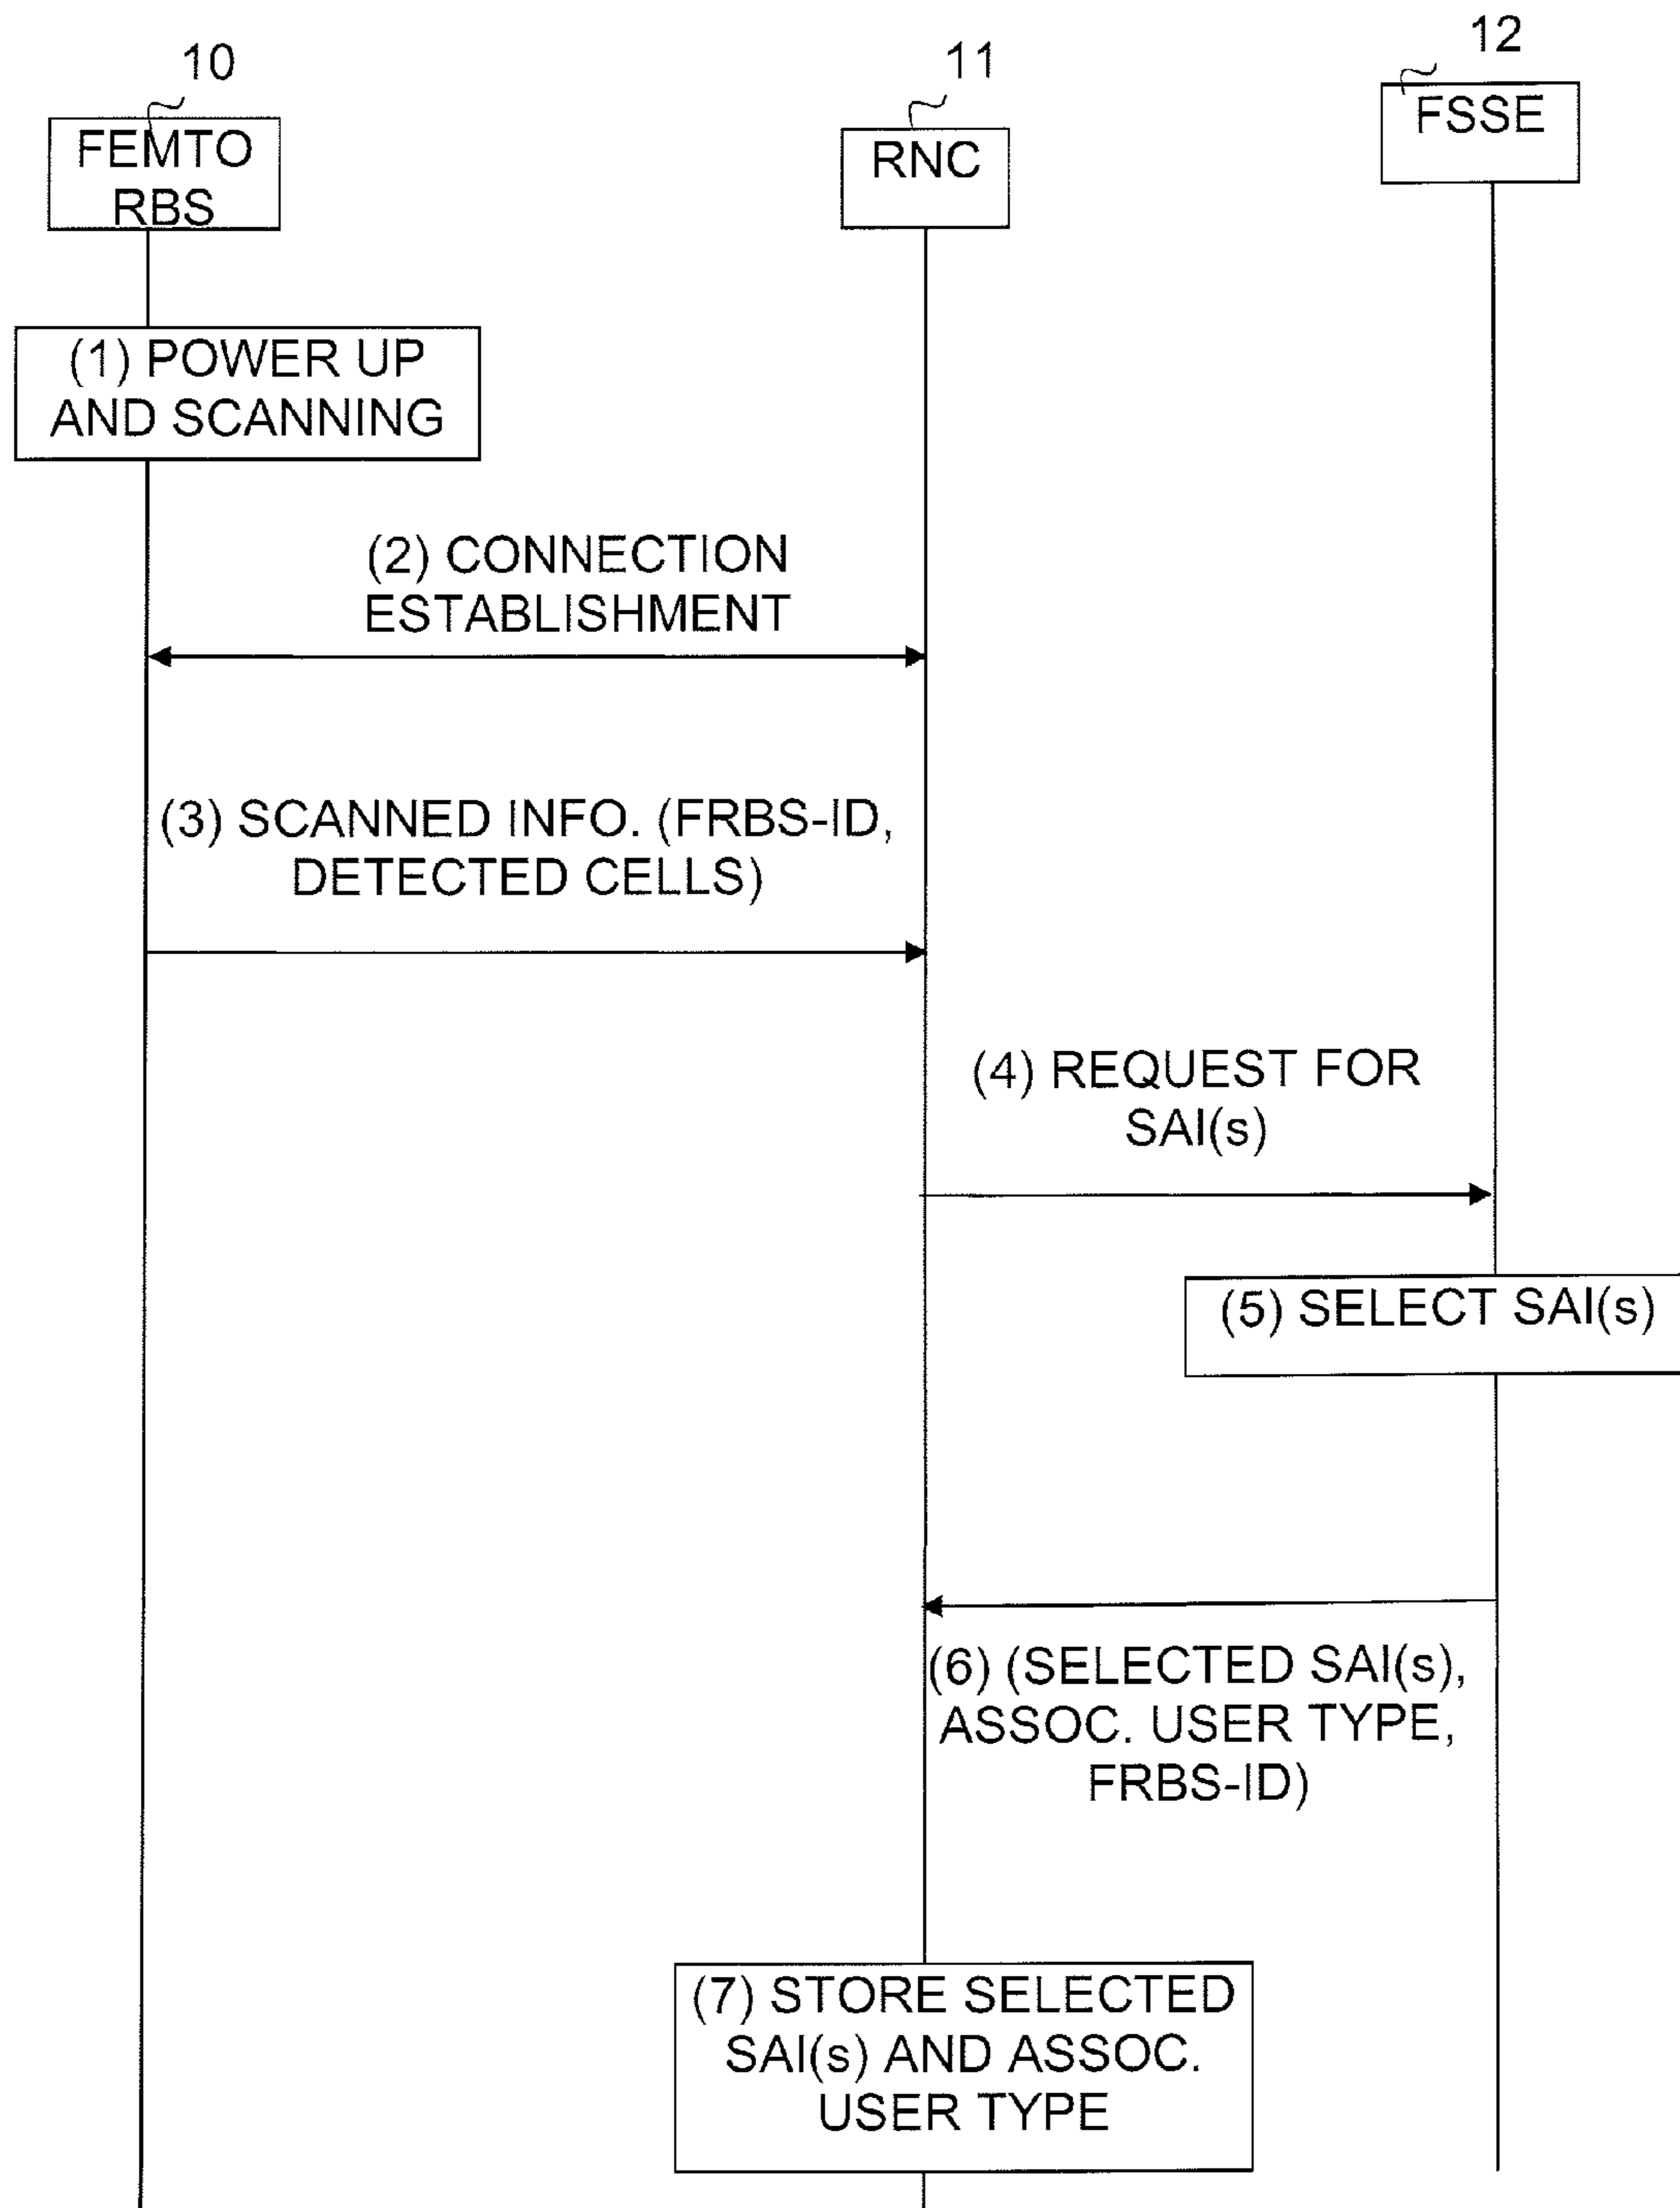 10
11
12
FEMTO
RBS
RNC
FSSE
(1) POWER UP
AND SCANNING
(2) CONNECTION
ESTABLISHMENT
(3) SCANNED INFO. (FRBS-ID,
DETECTED CELLS)
(4) REQUEST FOR
SAI(s)
(5) SELECT SAI(s)
(6) (SELECTED SAI(s),
ASSOC. USER TYPE,
FRBS-ID)
(7) STORE SELECTED
SAI(s) AND ASSOC.
USER TYPE